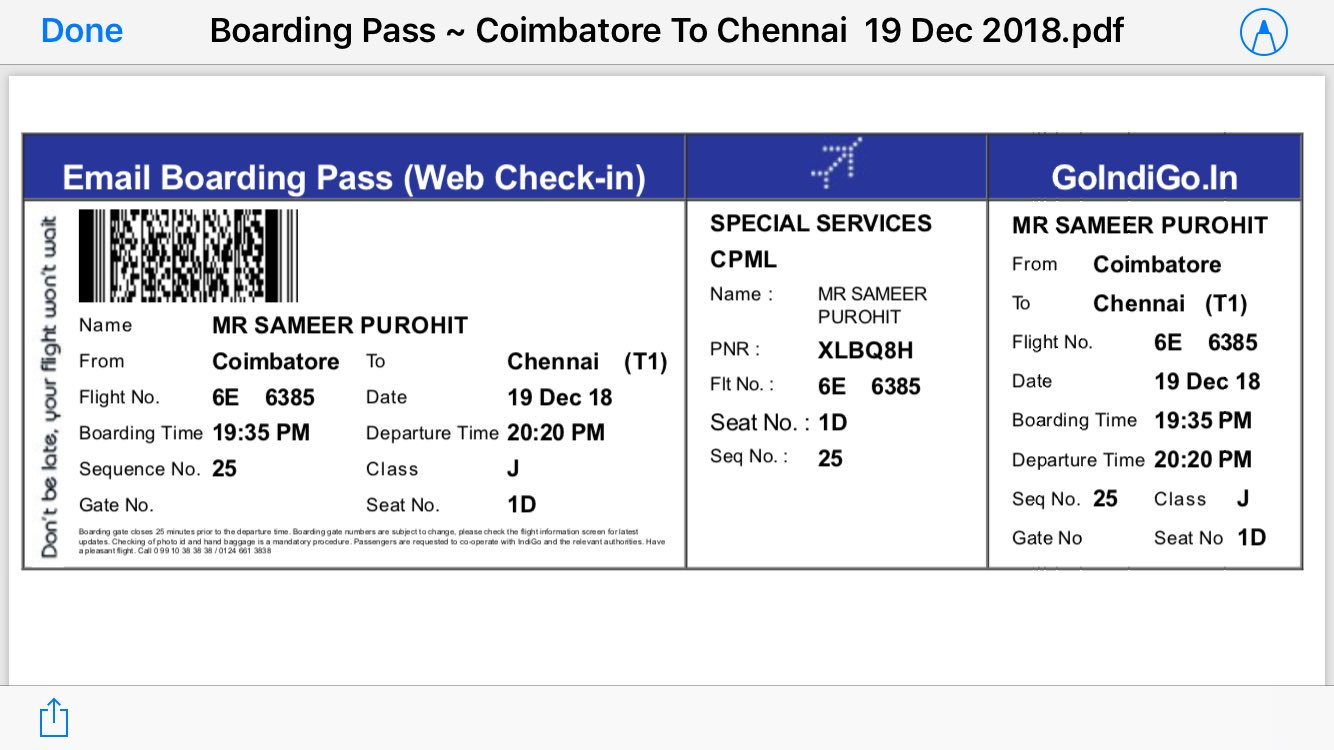 Done
Boarding Pass ~ Coimbatore To Chennai 19 Dec 2018.pdf
Email Boarding Pass (Web Check-in)
Don't be late, your flight won't wait
Name MR SAMEER PUROHIT
From Coimbatore To Chennai (T1)
Flight No. 6E 6385 Date 19 Dec 18
Boarding Time 19:35 PM Departure Time 20:20 PM
Sequence No. 25 Class J
Gate No. Seat No. 1D
Boarding gate closes 25 minutes prior to the departure time. Boarding gate numbers are subject to change, please check the flight information screen for latest
updates. Checking of photo id and hand baggage is a mandatory procedure. Passengers are requested to co-operate with IndiGo and the relevant authorities. Have
a pleasant flight. Call 0 99 10 38 38 38 / 0124 661 3838
SPECIAL SERVICES
CPML
Name : MR SAMEER
PUROHIT
PNR : XLBQ8H
Flt No. : 6E 6385
Seat No. : 1D
Seq No. : 25
GoIndiGo.In
MR SAMEER PUROHIT
From Coimbatore
To Chennai (T1)
Flight No. 6E 6385
Date 19 Dec 18
Boarding Time 19:35 PM
Departure Time 20:20 PM
Seq No. 25 Class J
Gate No Seat No 1D